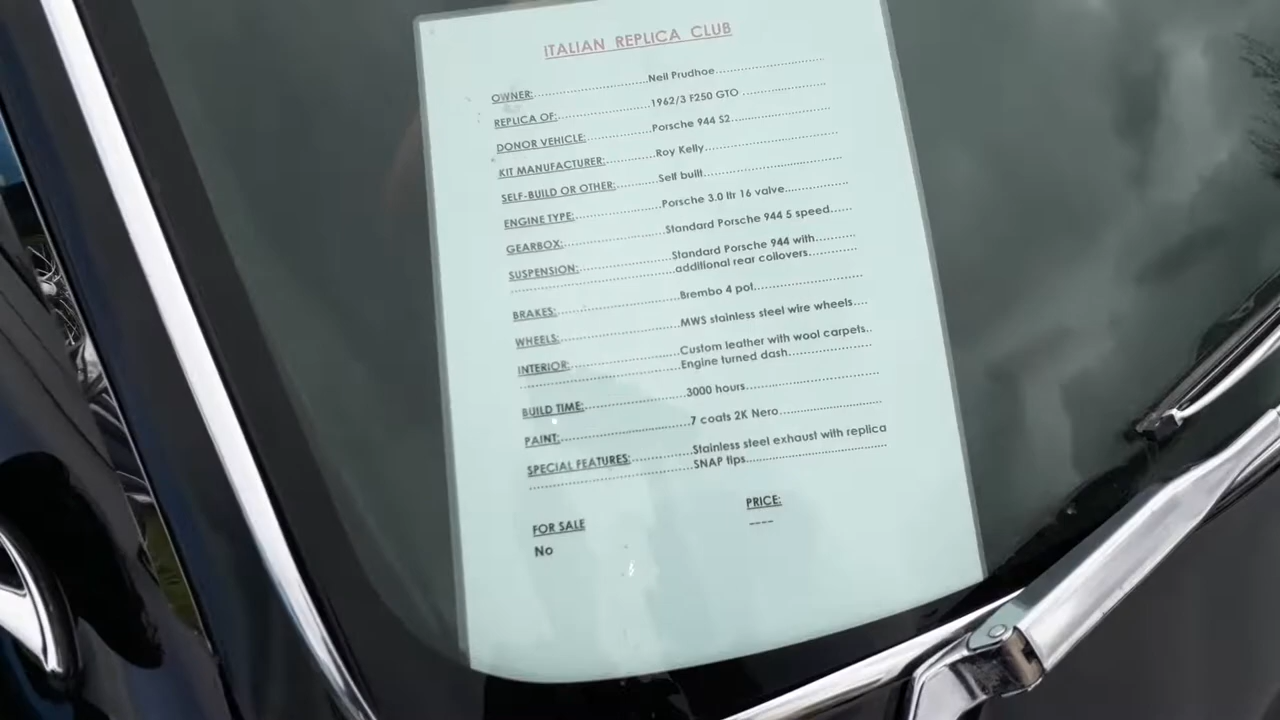 ITALIAN REPLICA CLUB
OWNER:..............................Neil Prudhoe............................
REPLICA OF:........................1962/3 F250 GTO ......................
DONOR VEHICLE:.................Porsche 944 S2.........................
KIT MANUFACTURER:.............Roy Kelly.................................
SELF-BUILD OR OTHER:...........Self built....................................
ENGINE TYPE:......................Porsche 3.0 ltr 16 valve................
GEARBOX:..........................Standard Porsche 944 5 speed......
SUSPENSION:.......................Standard Porsche 944 with..........
........................................additional rear coilovers.............
BRAKES:..............................Brembo 4 pot............................
WHEELS:..............................MWS stainless steel wire wheels....
INTERIOR:............................Custom leather with wool carpets..
........................................Engine turned dash.....................
BUILD TIME:..........................3000 hours.................................
PAINT:.................................7 coats 2K Nero..........................
SPECIAL FEATURES:...............Stainless steel exhaust with replica
..........................................SNAP tips...................................
FOR SALE PRICE:
No ----